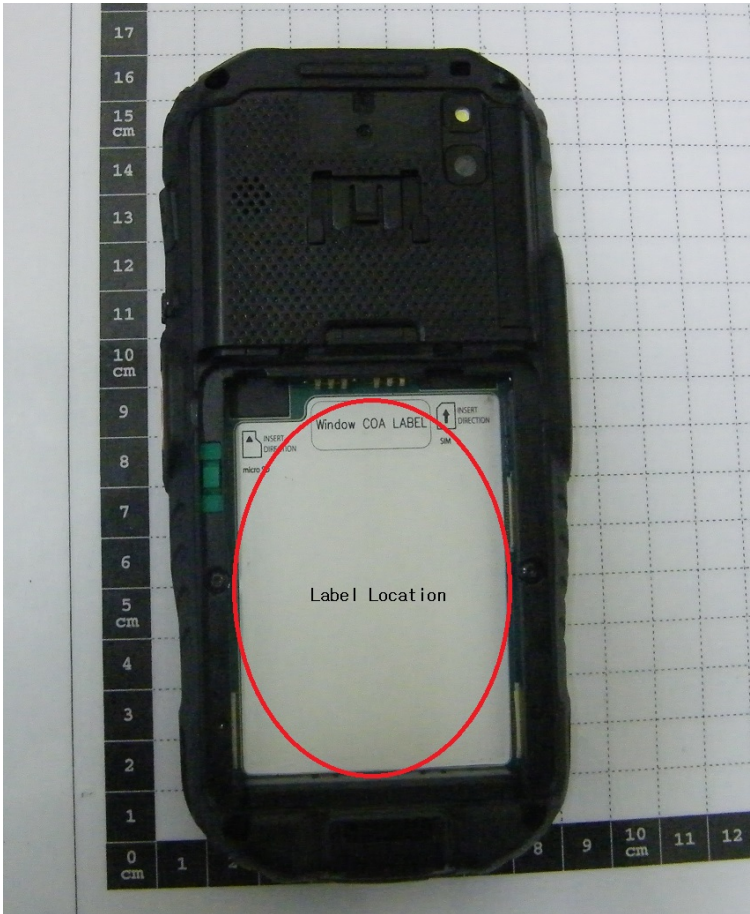 17
16
15
cm
14
13
12
11
10
cm
9
8
7
6
5
cm
4
3
2
1
0
cm
1
2
8
9
10
cm
11
12
Window COA LABEL
INSERT
DIRECTION
SIM
INSERT
DIRECTION
micro SD
Label Location